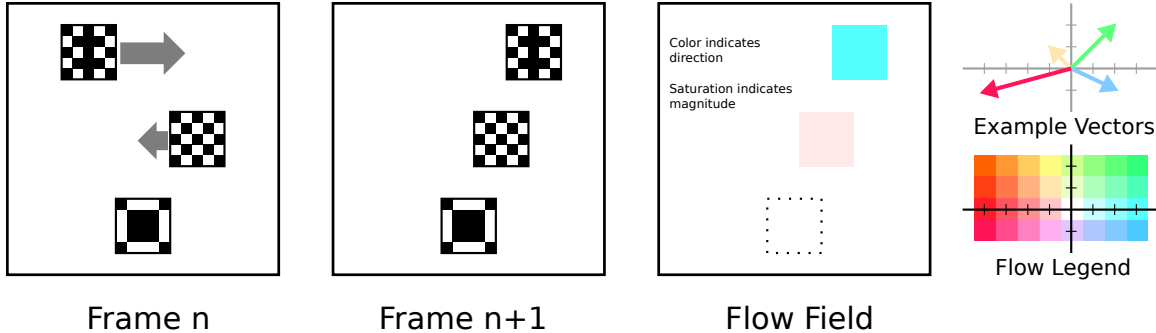 Color indicates
direction
Saturation indicates
magnitude
Example Vectors
Flow Legend
Frame n
Frame n+1
Flow Field